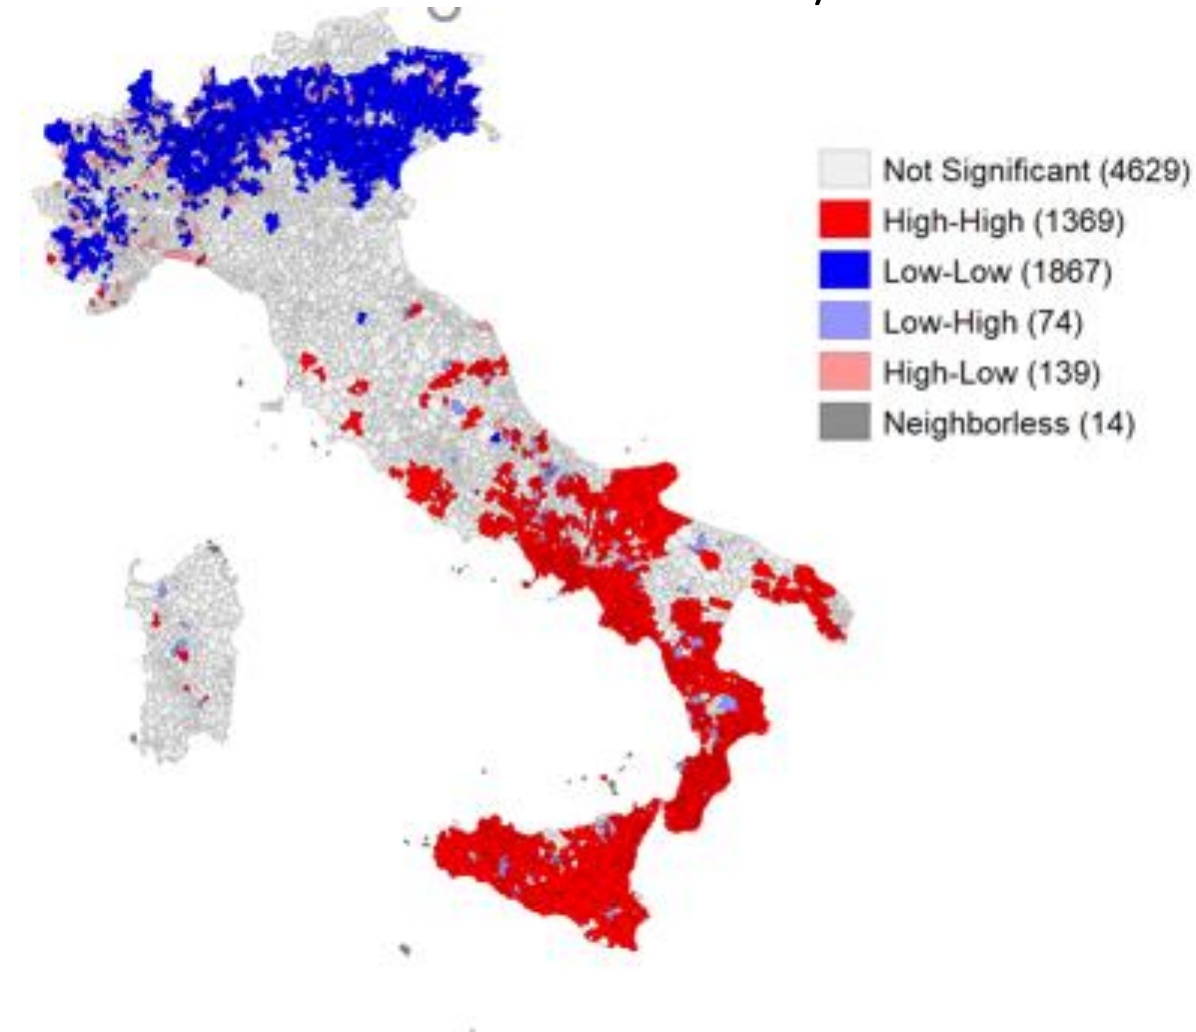 Not Significant (4629)
High-High (1369)
Low-Low (1867)
Low-High (74)
High-Low (139)
Neighborless (14)